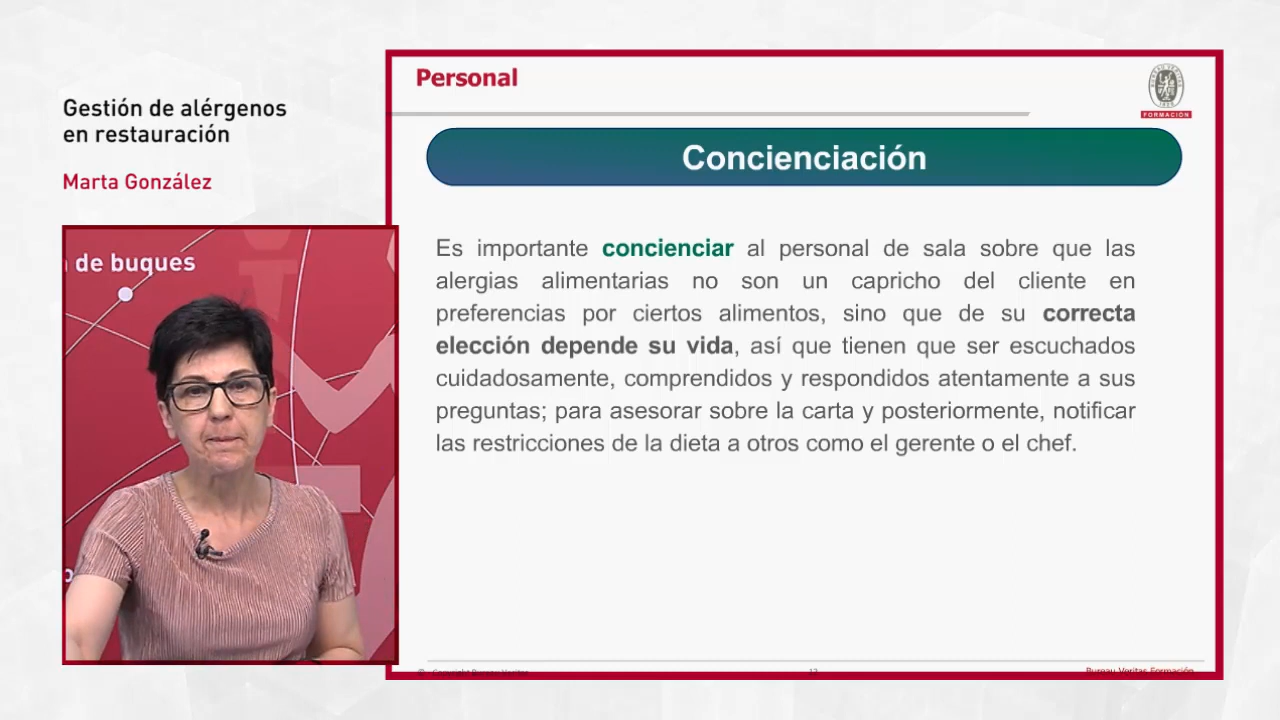 Gestión de alérgenos
en restauración
Marta González
de buques
Personal
FORMACIÓN
Concienciación
Es importante concienciar al personal de sala sobre que las
alergias alimentarias no son un capricho del cliente en
preferencias por ciertos alimentos, sino que de su correcta
elección depende su vida, así que tienen que ser escuchados
cuidadosamente, comprendidos y respondidos atentamente a sus
preguntas; para asesorar sobre la carta y posteriormente, notificar
las restricciones de la dieta a otros como el gerente o el chef.
© Copyright Bureau Veritas
12
Bureau Veritas Formación